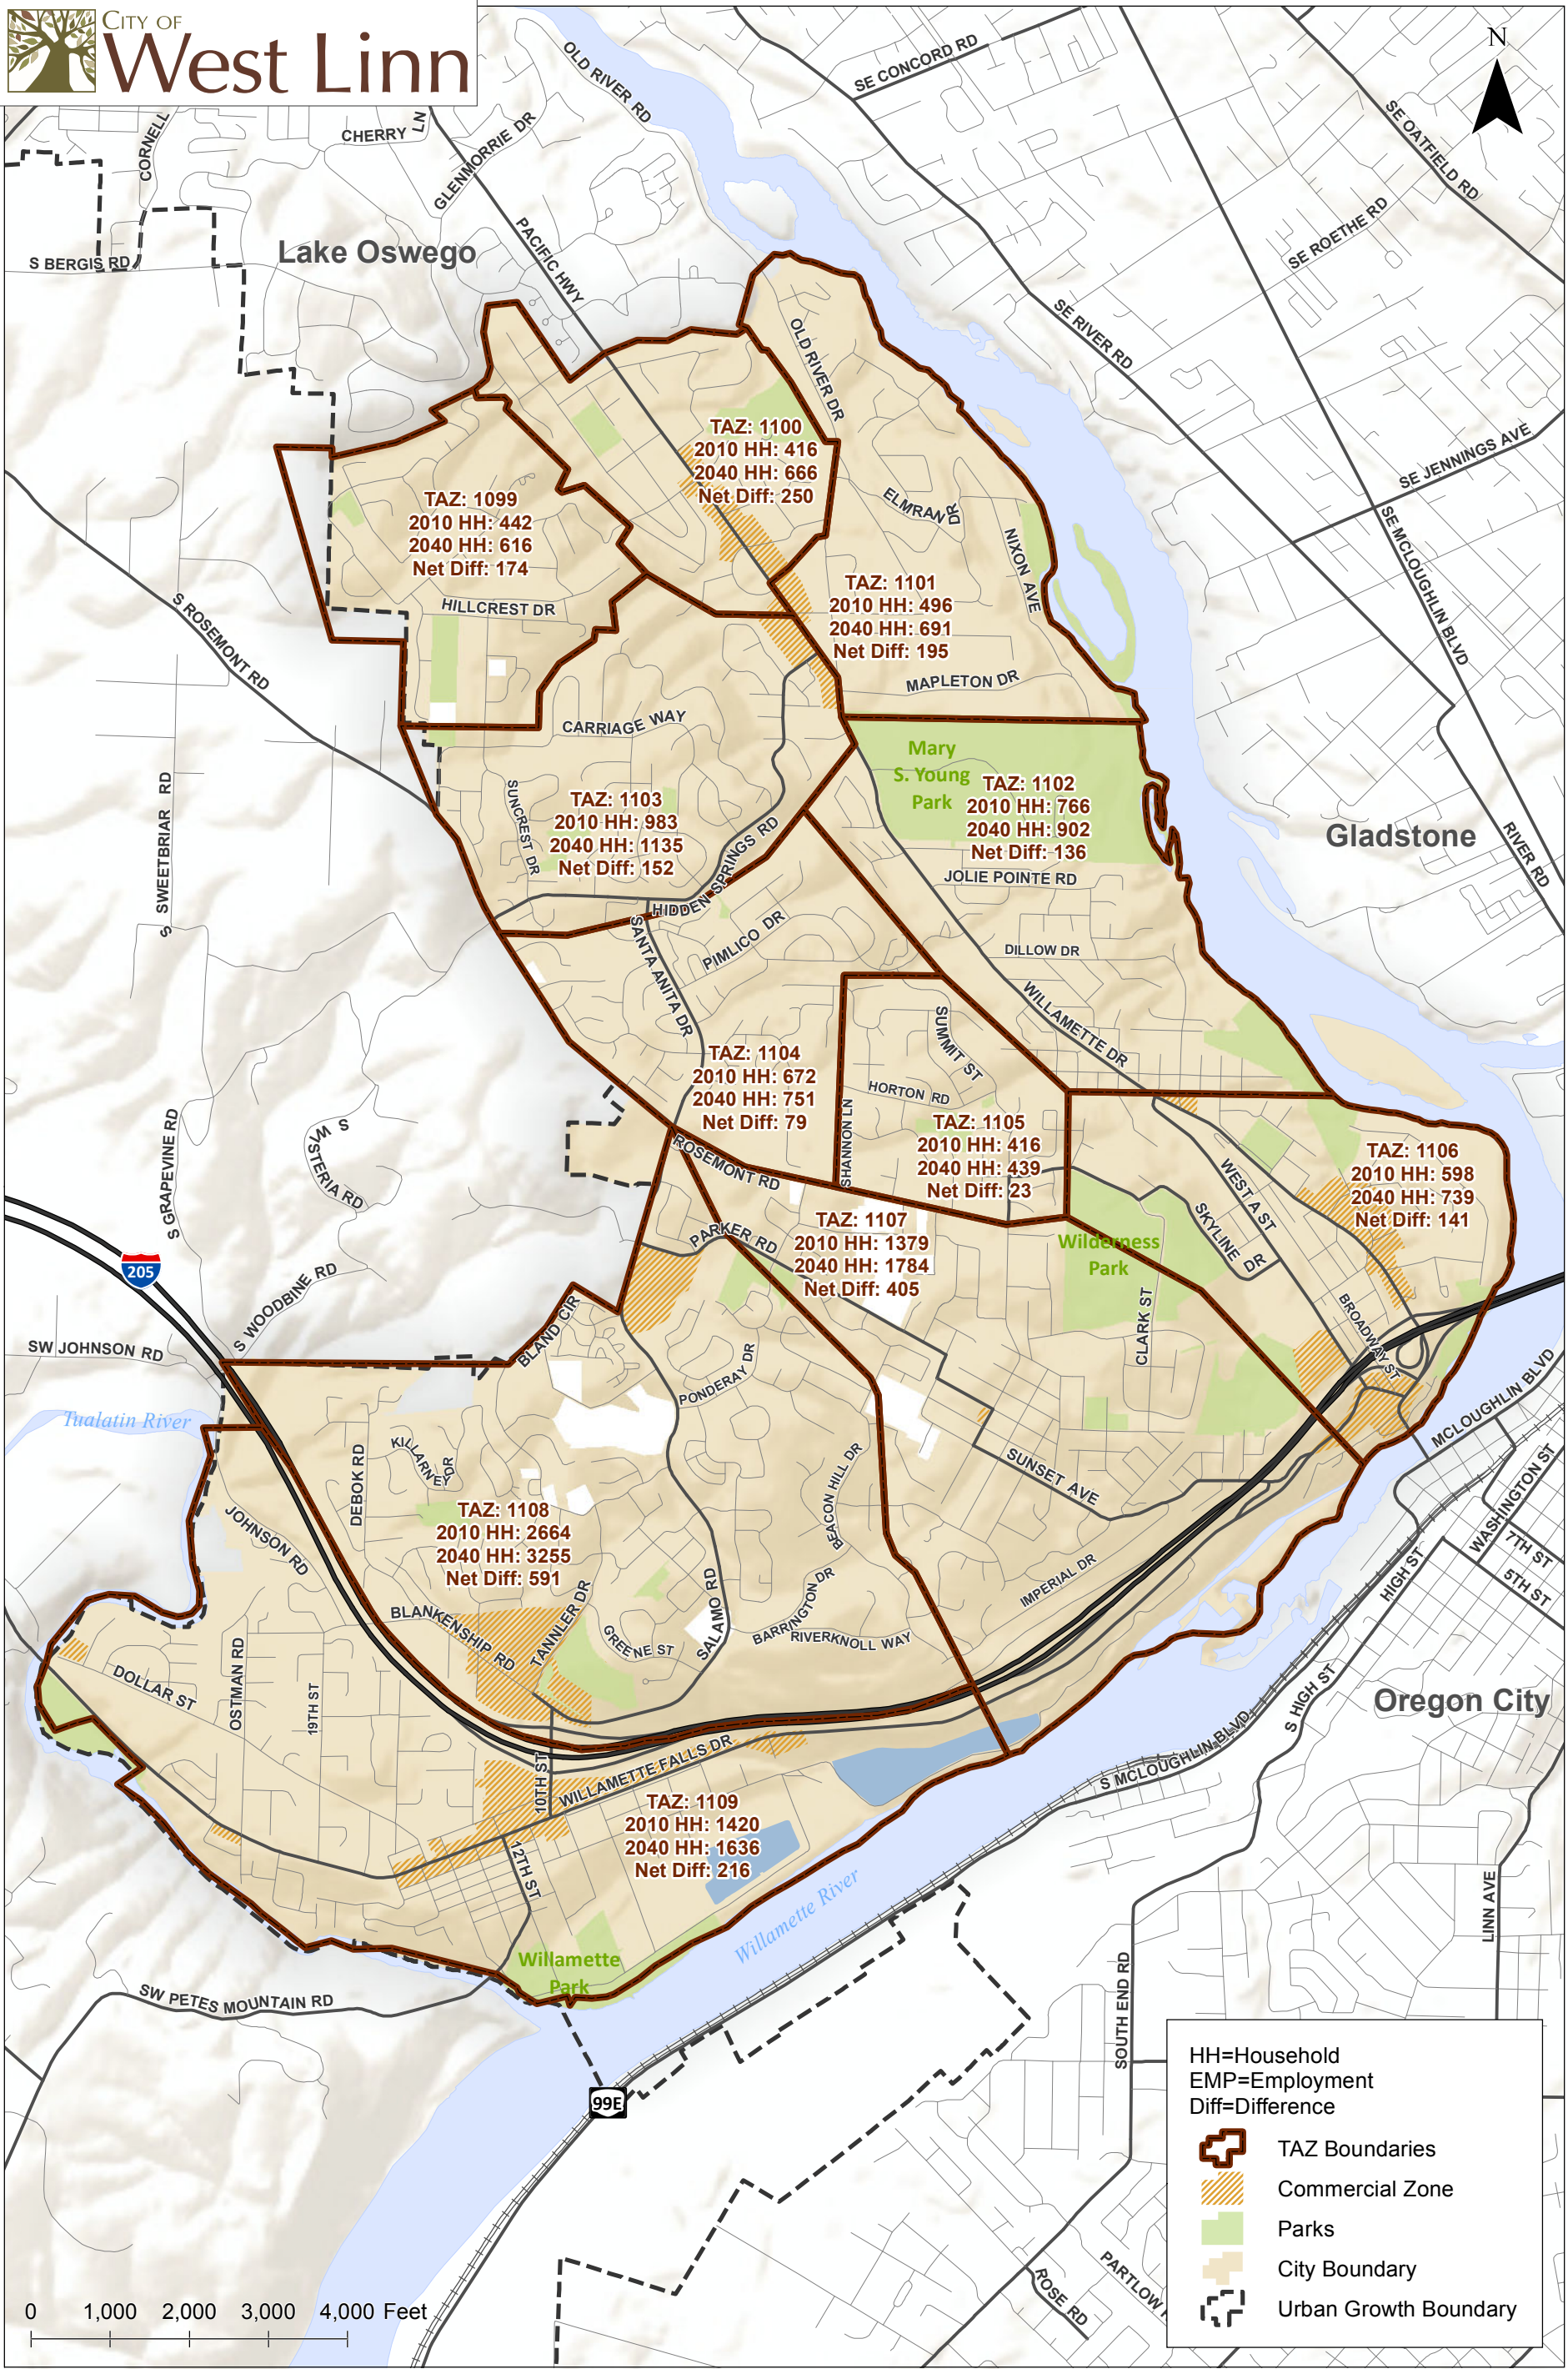 CITY OF
West Linn
N
OLD RIVER RD
SE CONCORD RD
SE OATFIELD RD
CORNELL
CHERRY LN
GLENMORRIE DR
PACIFIC HWY
SE ROETHE RD
Lake Oswego
S BERGIS RD
SE RIVER RD
OLD RIVER DR
TAZ: 1100
2010 HH: 416
2040 HH: 666
Net Diff: 250
SE JENNINGS AVE
TAZ: 1099
2010 HH: 442
2040 HH: 616
Net Diff: 174
ELMRAN DR
NIXON AVE
SE MCLOUGHLIN BLVD
TAZ: 1101
2010 HH: 496
2040 HH: 691
Net Diff: 195
HILLCREST DR
S ROSEMONT RD
MAPLETON DR
CARRIAGE WAY
Mary
S. Young
Park
TAZ: 1102
2010 HH: 766
2040 HH: 902
Net Diff: 136
SUNCREST DR
TAZ: 1103
2010 HH: 983
2040 HH: 1135
Net Diff: 152
S SWEETBRIAR RD
Gladstone
RIVER RD
JOLIE POINTE RD
HIDDEN SPRINGS RD
SANTA ANITA DR
PIMLICO DR
DILLOW DR
WILLAMETTE DR
SUMMIT ST
TAZ: 1104
2010 HH: 672
2040 HH: 751
Net Diff: 79
HORTON RD
SHANNON LN
TAZ: 1105
2010 HH: 416
2040 HH: 439
Net Diff: 23
S WISTERIA RD
S GRAPEVINE RD
ROSEMONT RD
TAZ: 1106
2010 HH: 598
2040 HH: 739
Net Diff: 141
WEST A ST
SKYLINE DR
PARKER RD
TAZ: 1107
2010 HH: 1379
2040 HH: 1784
Net Diff: 405
Wilderness
Park
205
S WOODBINE RD
CLARK ST
BROADWAY ST
SW JOHNSON RD
BLAND CIR
PONDERAY DR
MCLOUGHLIN BLVD
Tualatin River
DEBOK RD
KILLARNEY DR
BEACON HILL DR
SUNSET AVE
WASHINGTON ST
7TH ST
5TH ST
HIGH ST
JOHNSON RD
TAZ: 1108
2010 HH: 2664
2040 HH: 3255
Net Diff: 591
IMPERIAL DR
BLANKENSHIP RD
TANNLER DR
GREENE ST
SALAMO RD
BARRINGTON DR
RIVERKNOLL WAY
DOLLAR ST
OSTMAN RD
19TH ST
Oregon City
S HIGH ST
S MCLOUGHLIN BLVD
10TH ST
WILLAMETTE FALLS DR
TAZ: 1109
2010 HH: 1420
2040 HH: 1636
Net Diff: 216
12TH ST
Willamette River
LINN AVE
Willamette
Park
SW PETES MOUNTAIN RD
SOUTH END RD
99E
HH=Household
EMP=Employment
Diff=Difference
TAZ Boundaries
Commercial Zone
Parks
City Boundary
Urban Growth Boundary
ROSE RD
PARTLOW
0 1,000 2,000 3,000 4,000 Feet